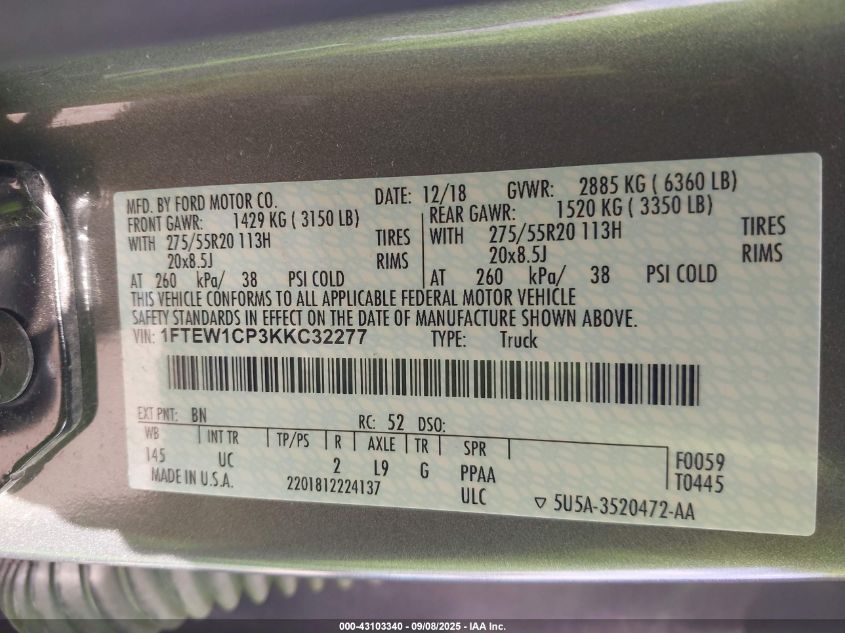 MFD. BY FORD MOTOR CO. DATE: 12/18 GVWR: 2885 KG ( 6360 LB)
FRONT GAWR: 1429 KG ( 3150 LB) REAR GAWR: 1520 KG ( 3350 LB)
WITH 275/55R20 113H TIRES WITH 275/55R20 113H TIRES
20x8.5J RIMS 20x8.5J RIMS
AT 260 kPa/ 38 PSI COLD AT 260 kPa/ 38 PSI COLD
THIS VEHICLE CONFORMS TO ALL APPLICABLE FEDERAL MOTOR VEHICLE
SAFETY STANDARDS IN EFFECT ON THE DATE OF MANUFACTURE SHOWN ABOVE.
VIN: 1FTEW1CP3KKC32277 TYPE: Truck
EXT PNT: BN RC: 52 DSO:
WB INT TR TP/PS R AXLE TR SPR
145 UC 2 L9 G PPAA F0059
ULC T0445
MADE IN U.S.A. 2201812224137 ▽ 5U5A-3520472-AA
000-43103340 - 09/08/2025 - IAA Inc.